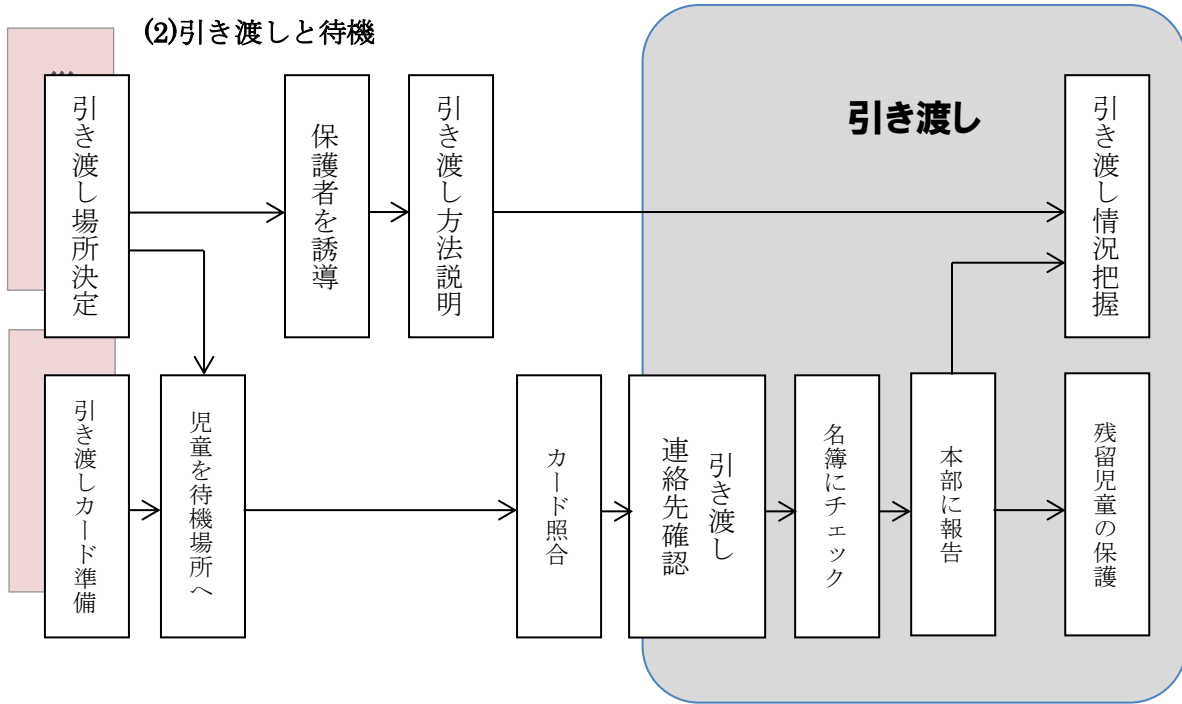 (2)引き渡しと待機
引き渡し
引き渡し場所決定
保護者を誘導
引き渡し方法説明
引き渡し情況把握
引き渡しカード準備
児童を待機場所へ
カード照合
引き渡し
連絡先確認
名簿にチェック
本部に報告
残留児童の保護